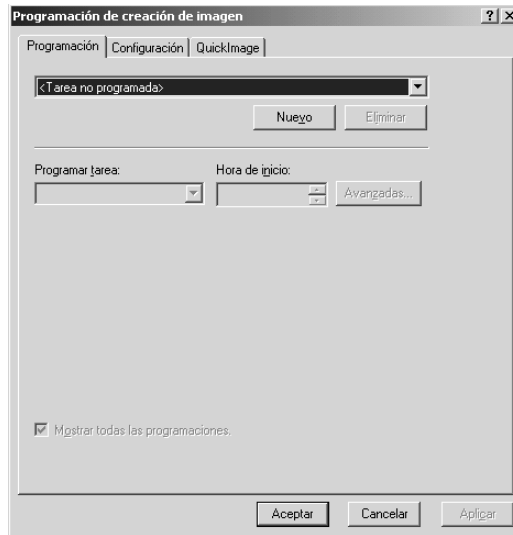 Programación de creación de imagen
Programación Configuración QuickImage
<Tarea no programada>
Nuevo Eliminar
Programar tarea: Hora de inicio:
Avanzadas...
Mostrar todas las programaciones.
Aceptar Cancelar Aplicar